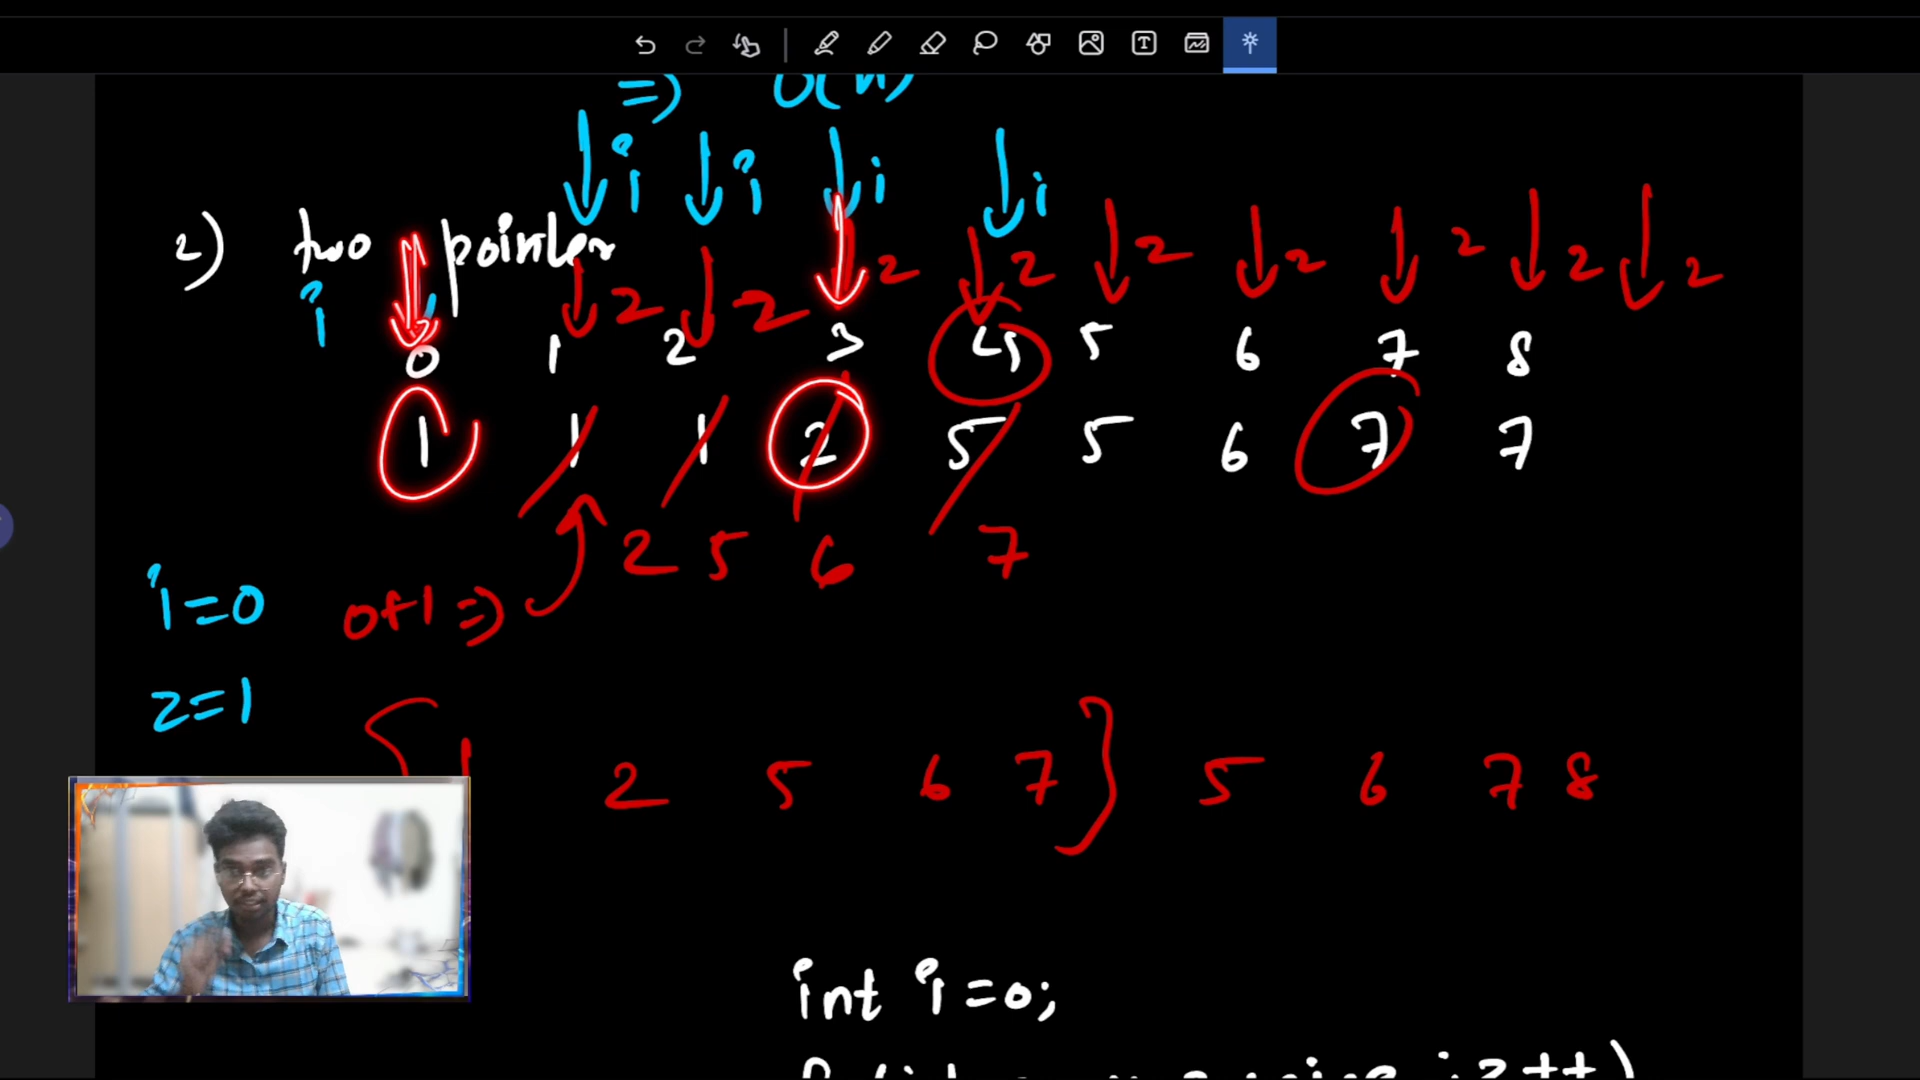 =) O(n)
i i i i
2) two pointer
i 2 2 2 2 2 2 2 2 2
0 1 2 3 4 5 6 7 8
1 1 1 2 5 5 6 7 7
2 5 6 7
i=0 0+1 =)
2=1
{ 1 2 5 6 7 } 5 6 7 8
int i=0;